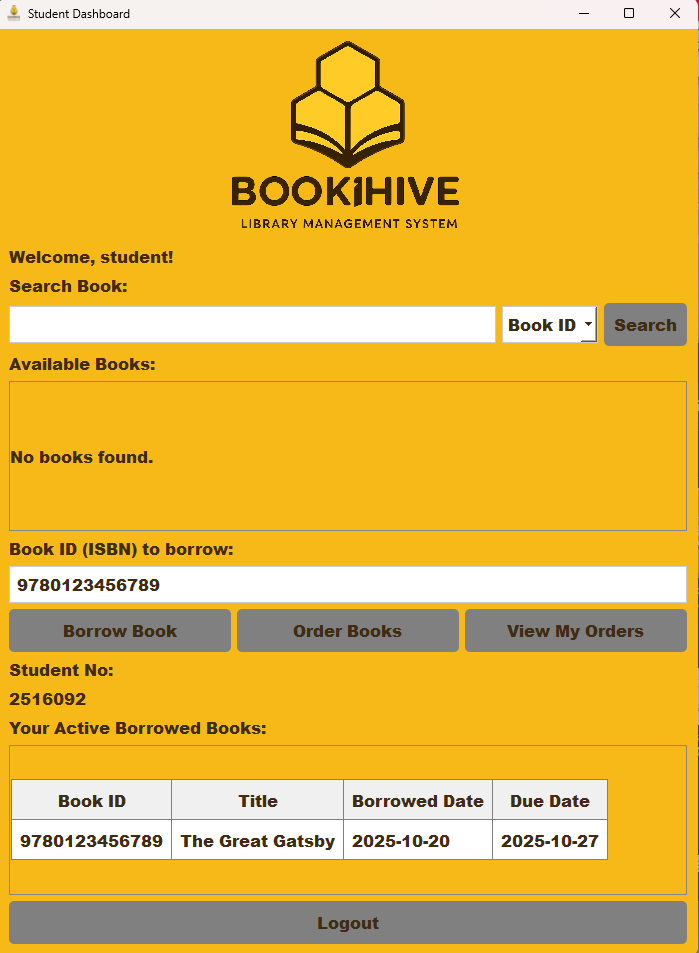 Student Dashboard
BOOK1HIVE
LIBRARY MANAGEMENT SYSTEM
Welcome, student!
Search Book:
Book ID Search
Available Books:
No books found.
Book ID (ISBN) to borrow:
9780123456789
Borrow Book Order Books View My Orders
Student No:
2516092
Your Active Borrowed Books:
Book ID Title Borrowed Date Due Date
9780123456789 The Great Gatsby 2025-10-20 2025-10-27
Logout